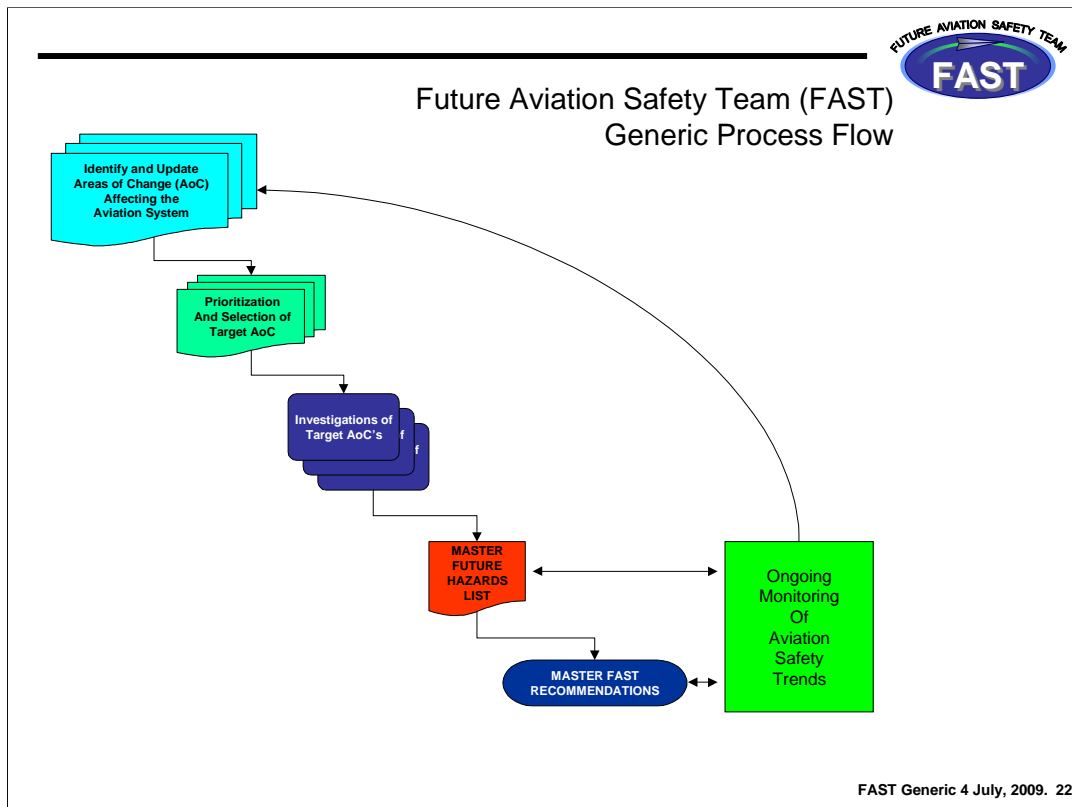 FUTURE AVIATION SAFETY TEAM
FAST
Future Aviation Safety Team (FAST)
Generic Process Flow
Identify and Update
Areas of Change (AoC)
Affecting the
Aviation System
Prioritization
And Selection of
Target AoC
Investigations of
Target AoC's
f
f
MASTER
FUTURE
HAZARDS
LIST
Ongoing
Monitoring
Of
Aviation
Safety
Trends
MASTER FAST
RECOMMENDATIONS
FAST Generic 4 July, 2009. 22